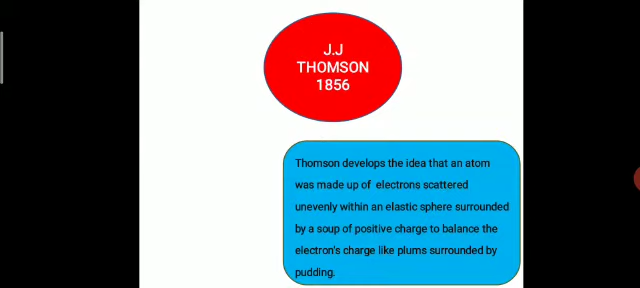 J.J
THOMSON
1856
Thomson develops the idea that an atom
was made up of electrons scattered
unevenly within an elastic sphere surrounded
by a soup of positive charge to balance the
electron's charge like plums surrounded by
pudding.